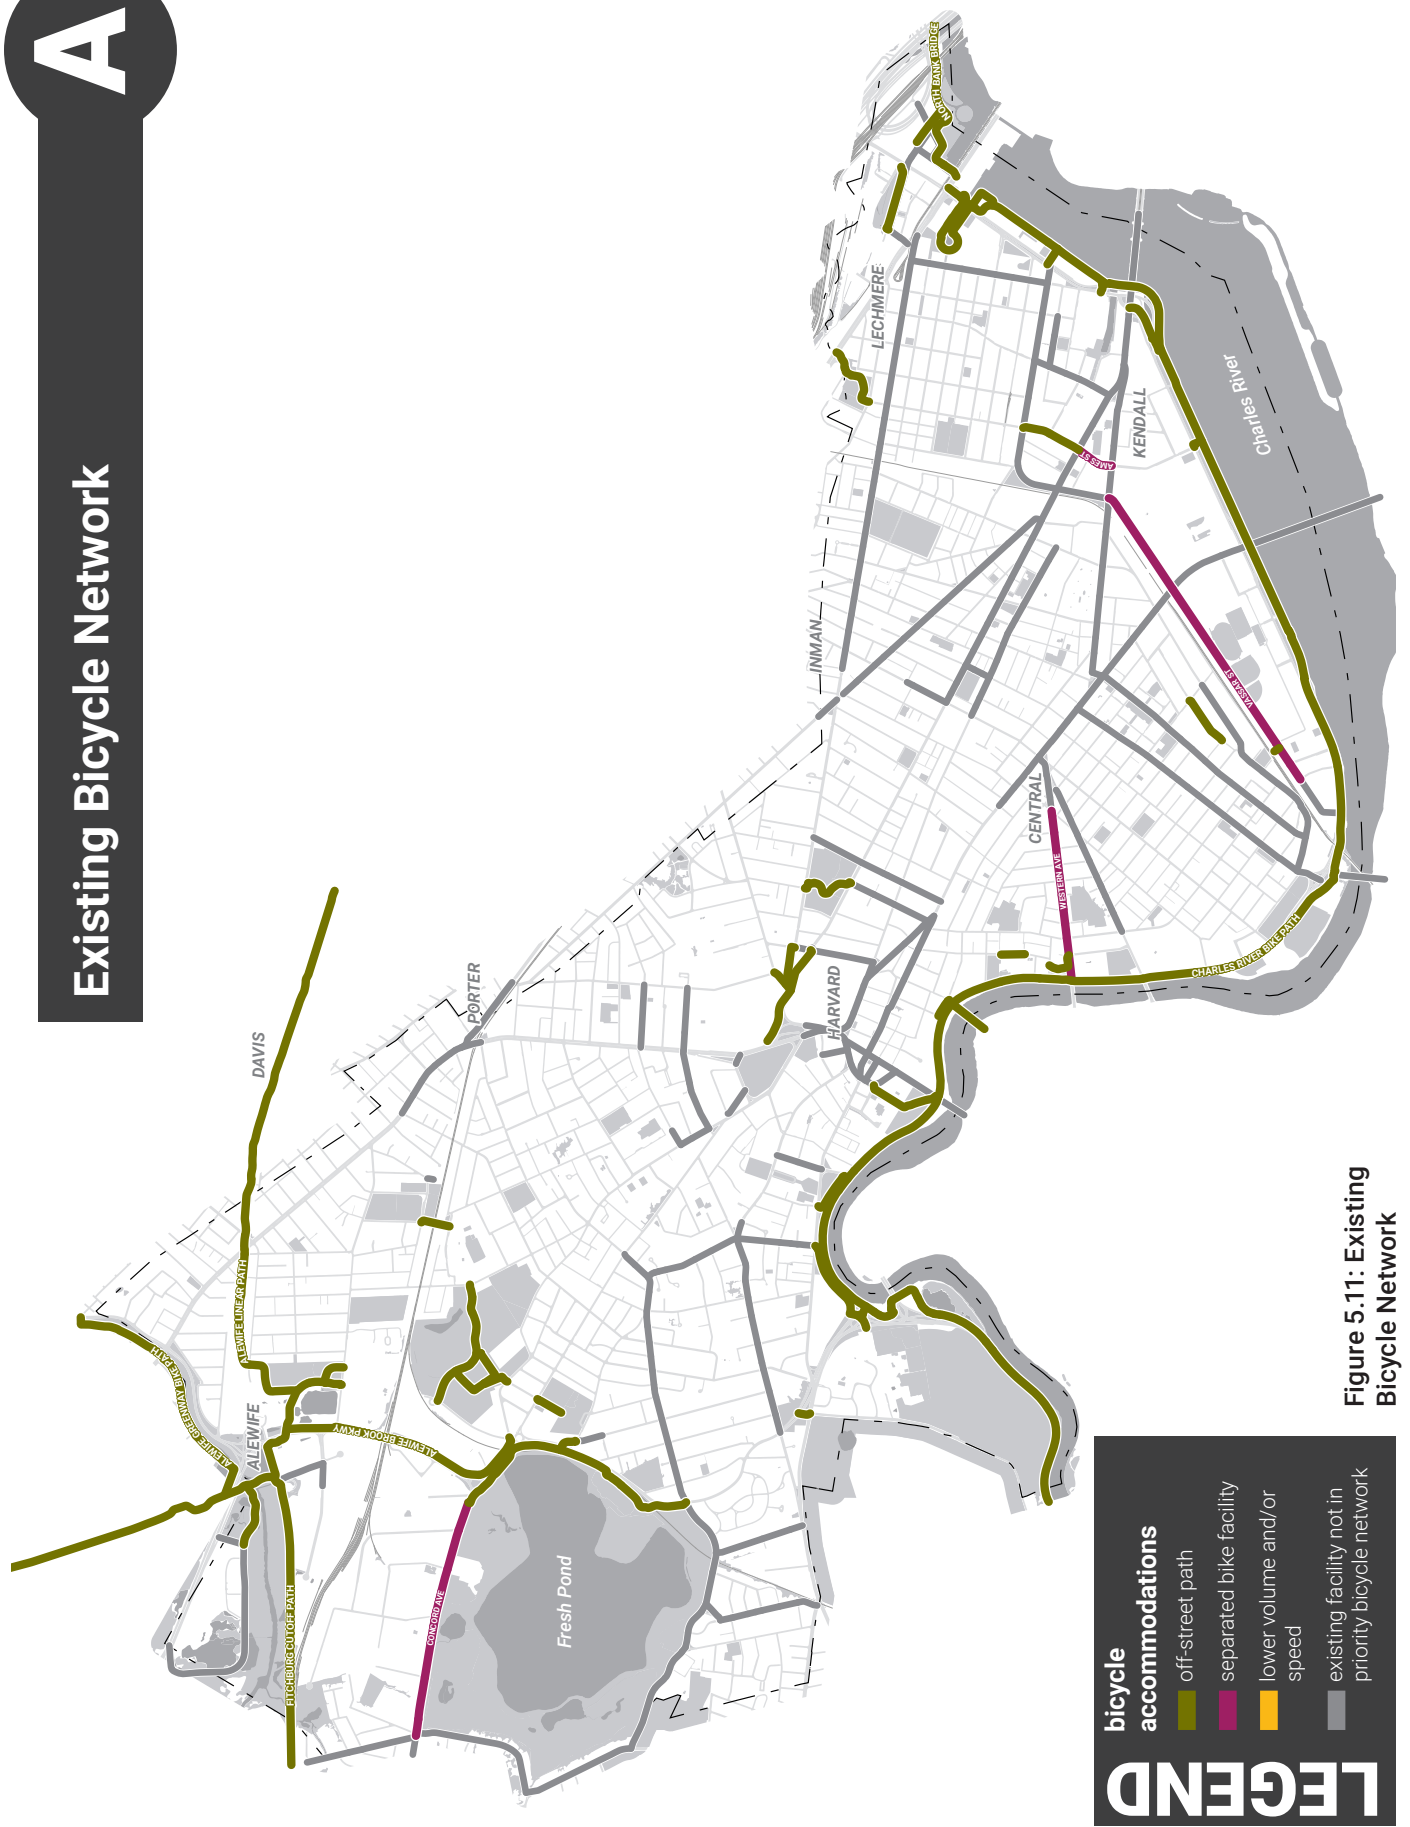 A
Existing Bicycle Network
NORTH BANK BRIDGE
LECHMERE
KENDALL
AMES ST
Charles River
INMAN
VASSAR ST
CENTRAL
WESTERN AVE
CHARLES RIVER BIKE PATH
HARVARD
PORTER
DAVIS
ALEWIFE LINEAR PATH
ALEWIFE GREENWAY BIKE PATH
ALEWIFE
ALEWIFE BROOK PKWY
FITCHBURG CUTOFF PATH
CONCORD AVE
Fresh Pond
Figure 5.11: Existing
Bicycle Network
LEGEND
bicycle
accommodations
off-street path
separated bike facility
lower volume and/or
speed
existing facility not in
priority bicycle network